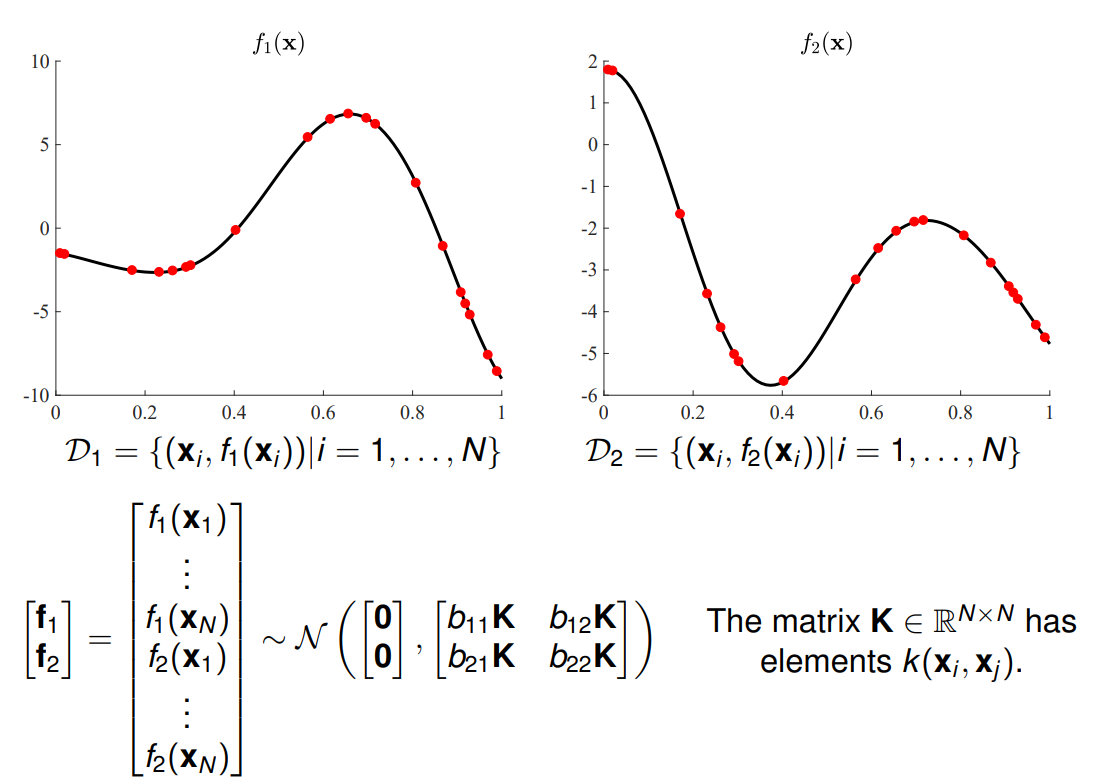 f₁(𝐱)
10
5
0
-5
-10
0 0.2 0.4 0.6 0.8 1
𝒟₁ = {(𝐱ᵢ, f₁(𝐱ᵢ))|i = 1, . . . , N}
f₂(𝐱)
2
1
0
-1
-2
-3
-4
-5
-6
0 0.2 0.4 0.6 0.8 1
𝒟₂ = {(𝐱ᵢ, f₂(𝐱ᵢ))|i = 1, . . . , N}
[𝐟₁ 𝐟₂] = [f₁(𝐱₁) ⋮ f₁(𝐱_N) f₂(𝐱₁) ⋮ f₂(𝐱_N)] ∼ 𝒩 ([𝟎 𝟎] , [b₁₁𝐊 b₁₂𝐊 b₂₁𝐊 b₂₂𝐊])
The matrix 𝐊 ∈ ℝ^{N×N} has
elements k(𝐱ᵢ, 𝐱ⱼ).